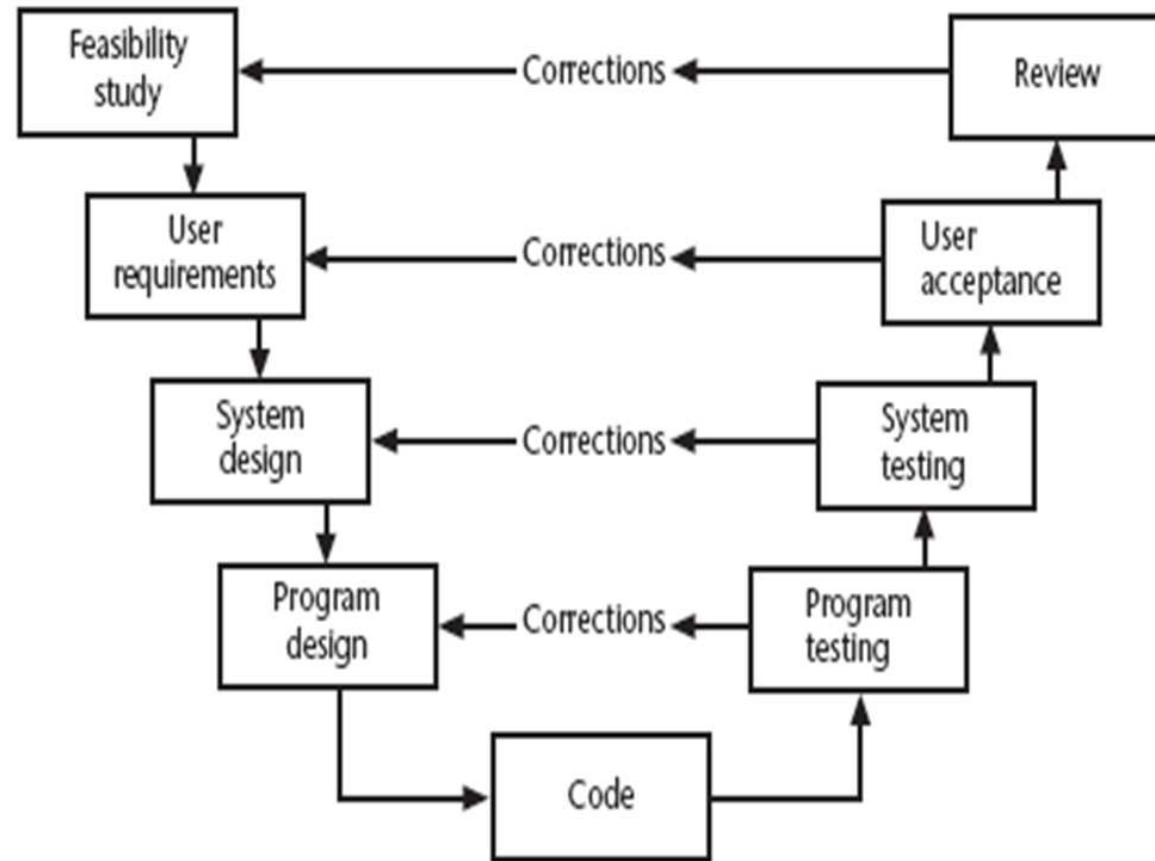 Feasibility
study
Corrections
Review
User
requirements
Corrections
User
acceptance
System
design
Corrections
System
testing
Program
design
Corrections
Program
testing
Code